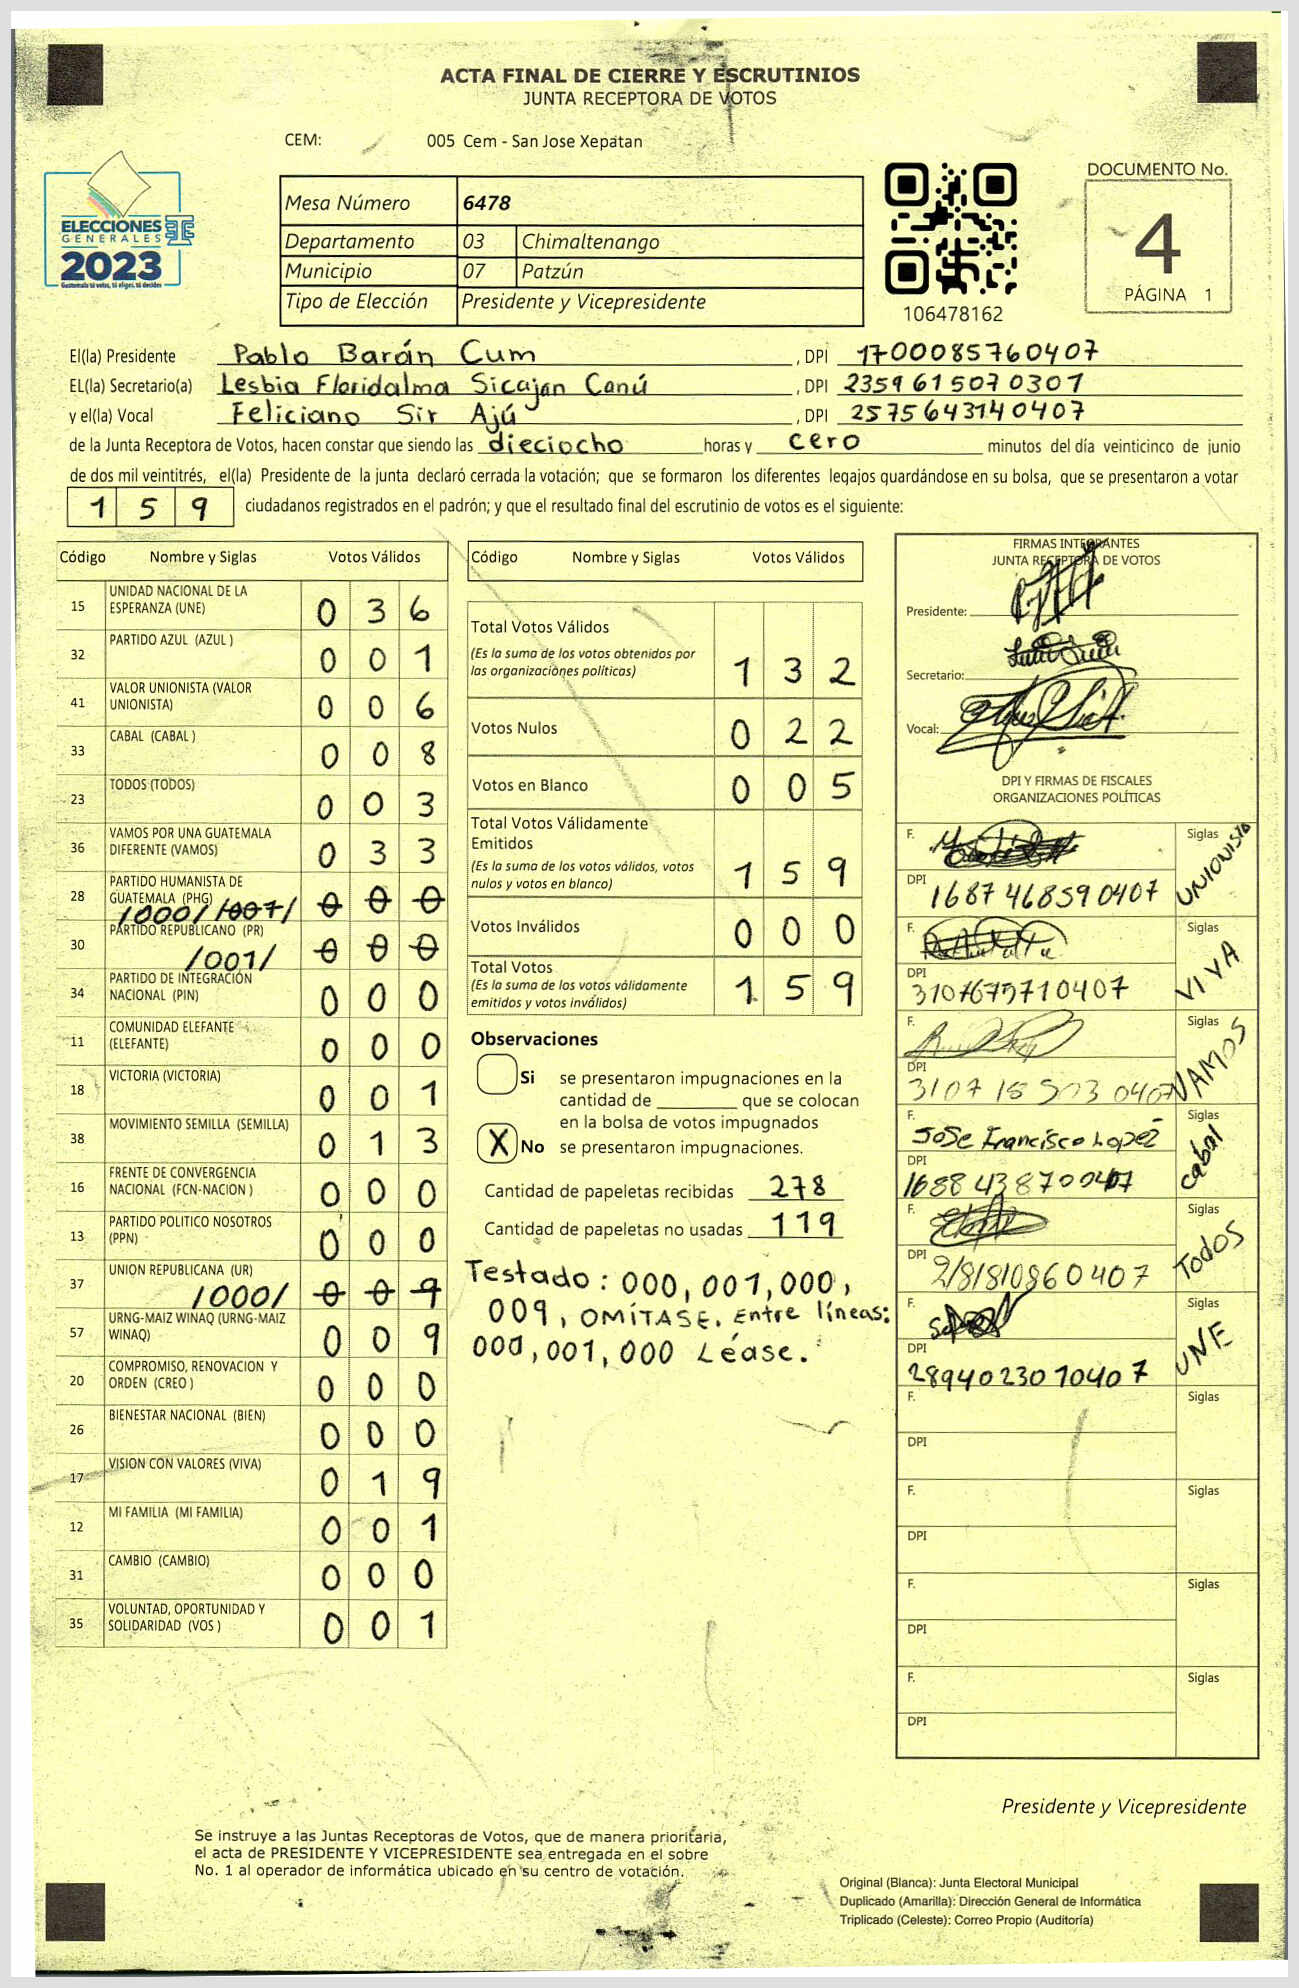 ACTA FINAL DE CIERRE Y ESCRUTINIOS
JUNTA RECEPTORA DE VOTOS
CEM: 005 Cem - San Jose Xepatan
ELECCIONES
GENERALES
2023
Guatemala tú votas, tú eliges, tú decides
Mesa Número 6478
Departamento 03 Chimaltenango
Municipio 07 Patzún
Tipo de Elección Presidente y Vicepresidente
106478162
DOCUMENTO No.
4
PÁGINA 1
El(la) Presidente Pablo Barán Cum , DPI 1700085760407
EL(la) Secretario(a) Lesbia Floridalma Sicajan Canú , DPI 2359615070301
y el(la) Vocal Feliciano Sir Ajú , DPI 2575643140407
de la Junta Receptora de Votos, hacen constar que siendo las dieciocho horas y cero minutos del día veinticinco de junio
de dos mil veintitrés, el(la) Presidente de la junta declaró cerrada la votación; que se formaron los diferentes legajos quardándose en su bolsa, que se presentaron a votar
1 5 9 ciudadanos registrados en el padrón; y que el resultado final del escrutinio de votos es el siguiente:
Código Nombre y Siglas Votos Válidos
15 UNIDAD NACIONAL DE LA
ESPERANZA (UNE) 0 3 6
32 PARTIDO AZUL (AZUL ) 0 0 1
41 VALOR UNIONISTA (VALOR
UNIONISTA) 0 0 6
33 CABAL (CABAL ) 0 0 8
23 TODOS (TODOS) 0 0 3
36 VAMOS POR UNA GUATEMALA
DIFERENTE (VAMOS) 0 3 3
28 PARTIDO HUMANISTA DE
GUATEMALA (PHG) 0 0 0
/000/ /007/
30 PARTIDO REPUBLICANO (PR) 0 0 0
/001/
34 PARTIDO DE INTEGRACIÓN
NACIONAL (PIN) 0 0 0
11 COMUNIDAD ELEFANTE
(ELEFANTE) 0 0 0
18 VICTORIA (VICTORIA) 0 0 1
38 MOVIMIENTO SEMILLA (SEMILLA) 0 1 3
16 FRENTE DE CONVERGENCIA
NACIONAL (FCN-NACION ) 0 0 0
13 PARTIDO POLITICO NOSOTROS
(PPN) 0 0 0
37 UNION REPUBLICANA (UR)
/000/ 0 0 9
57 URNG-MAIZ WINAQ (URNG-MAIZ
WINAQ) 0 0 9
20 COMPROMISO, RENOVACION Y
ORDEN (CREO ) 0 0 0
26 BIENESTAR NACIONAL (BIEN) 0 0 0
17 VISION CON VALORES (VIVA) 0 1 9
12 MI FAMILIA (MI FAMILIA) 0 0 1
31 CAMBIO (CAMBIO) 0 0 0
35 VOLUNTAD, OPORTUNIDAD Y
SOLIDARIDAD (VOS ) 0 0 1
Código Nombre y Siglas Votos Válidos
Total Votos Válidos
(Es la suma de los votos obtenidos por
las organizaciones políticas) 1 3 2
Votos Nulos 0 2 2
Votos en Blanco 0 0 5
Total Votos Válidamente
Emitidos
(Es la suma de los votos válidos, votos
nulos y votos en blanco) 1 5 9
Votos Inválidos 0 0 0
Total Votos
(Es la suma de los votos válidamente
emitidos y votos inválidos) 1 5 9
Observaciones
Si se presentaron impugnaciones en la
cantidad de ________ que se colocan
en la bolsa de votos impugnados
X No se presentaron impugnaciones.
Cantidad de papeletas recibidas 278
Cantidad de papeletas no usadas 119
Testado: 000, 001, 000,
009, OMÍTASE. Entre líneas:
000, 001, 000 Léase.
FIRMAS INTEGRANTES
JUNTA RECEPTORA DE VOTOS
Presidente:
Secretario:
Vocal:
DPI Y FIRMAS DE FISCALES
ORGANIZACIONES POLÍTICAS
F. Siglas UNIONISTA
DPI 1687468590407
F. Siglas VIVA
DPI
F. Siglas VAMOS
DPI
F. José Francisco Lopez Siglas cabal
DPI 1688438700407
F. Siglas TODOS
DPI
F. Siglas UNE
DPI 2894023070407
F. Siglas
DPI
F. Siglas
DPI
F. Siglas
DPI
F. Siglas
DPI
Presidente y Vicepresidente
Se instruye a las Juntas Receptoras de Votos, que de manera prioritaria,
el acta de PRESIDENTE Y VICEPRESIDENTE sea entregada en el sobre
No. 1 al operador de informática ubicado en su centro de votación.
Original (Blanca): Junta Electoral Municipal
Duplicado (Amarilla): Dirección General de Informática
Triplicado (Celeste): Correo Propio (Auditoría)